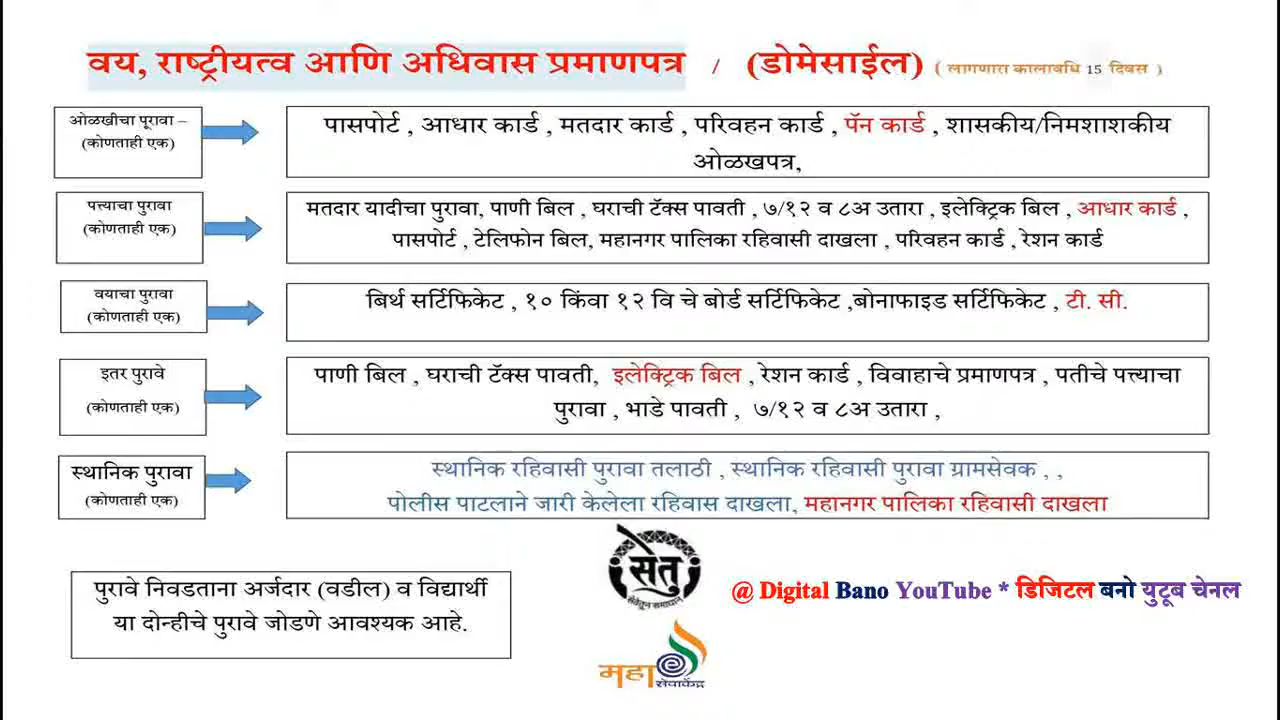 वय, राष्ट्रीयत्व आणि अधिवास प्रमाणपत्र / (डोमेसाईल) ( लागणारा कालावधि 15 दिवस )
ओळखीचा पूरावा –
(कोणताही एक)
पासपोर्ट , आधार कार्ड , मतदार कार्ड , परिवहन कार्ड , पॅन कार्ड , शासकीय/निमशाशकीय
ओळखपत्र,
पत्त्याचा पुरावा
(कोणताही एक)
मतदार यादीचा पुरावा, पाणी बिल , घराची टॅक्स पावती , ७/१२ व ८अ उतारा , इलेक्ट्रिक बिल , आधार कार्ड ,
पासपोर्ट , टेलिफोन बिल, महानगर पालिका रहिवासी दाखला , परिवहन कार्ड , रेशन कार्ड
वयाचा पुरावा
(कोणताही एक)
बिर्थ सर्टिफिकेट , १० किंवा १२ वि चे बोर्ड सर्टिफिकेट ,बोनाफाइड सर्टिफिकेट , टी. सी.
इतर पुरावे
(कोणताही एक)
पाणी बिल , घराची टॅक्स पावती, इलेक्ट्रिक बिल , रेशन कार्ड , विवाहाचे प्रमाणपत्र , पतीचे पत्त्याचा
पुरावा , भाडे पावती , ७/१२ व ८अ उतारा ,
स्थानिक पुरावा
(कोणताही एक)
स्थानिक रहिवासी पुरावा तलाठी , स्थानिक रहिवासी पुरावा ग्रामसेवक , ,
पोलीस पाटलाने जारी केलेला रहिवास दाखला, महानगर पालिका रहिवासी दाखला
पुरावे निवडताना अर्जदार (वडील) व विद्यार्थी
या दोन्हीचे पुरावे जोडणे आवश्यक आहे.
सेतु
सेवेतून समाधान
@ Digital Bano YouTube * डिजिटल बनो युटूब चेनल
महा
सेवाकेंद्र